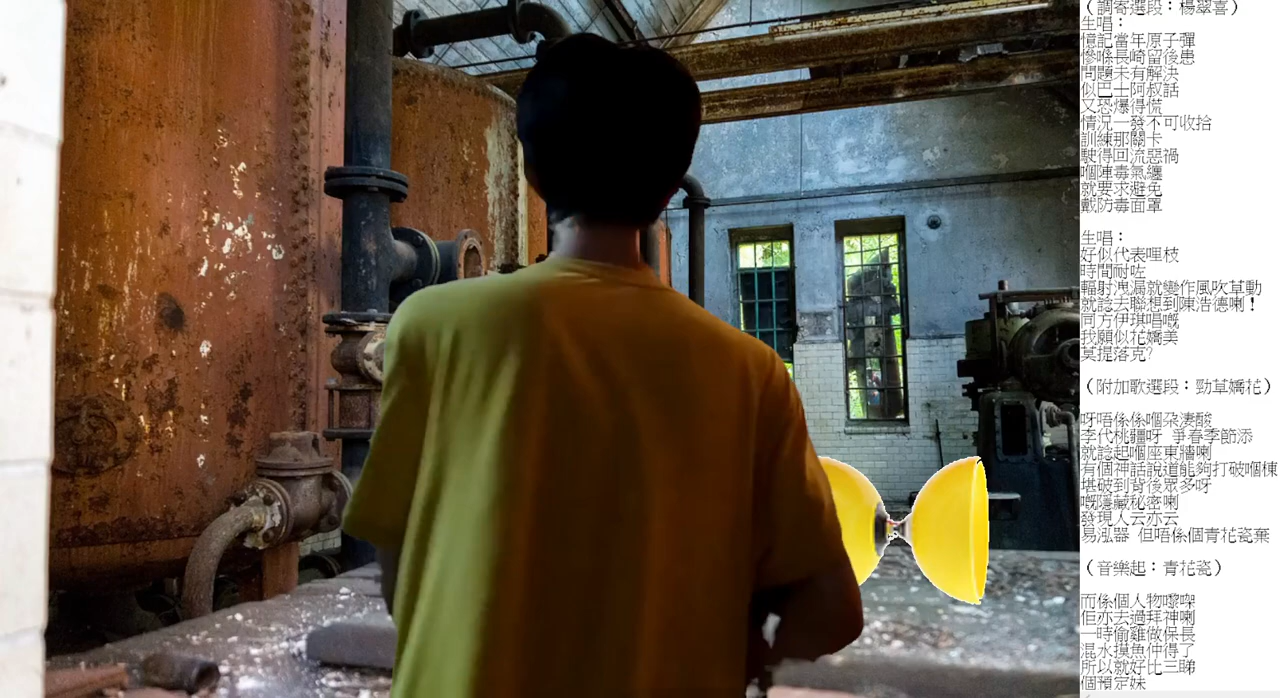 （調寄選段：楊翠喜）
生唱：
憶記當年原子彈
慘喺長崎留後患
問題未有解決
似巴士阿叔話
又恐爆得慌
情況一發不可收拾
訓練那關卡
駛得回流惡禍
嗰陣毒氣纏
就要求避免
戴防毒面罩
生唱：
好似代表哩枝
時間耐咗
輻射洩漏就變作風吹草動
就諗去聯想到陳浩德喇！
同方伊琪唱嘅
我願似花嬌美
莫提落克?
（附加歌選段：勁草嬌花）
呀唔係係嗰朶淒酸
李代桃疆呀 爭春季節添
就諗起嗰座東牆喇
有個神話說道能夠打破嗰棟
堪破到背後眾多呀
嘅隱藏秘密喇
發現人云亦云
易泓器 但唔係個青花瓷棄
（音樂起：青花瓷）
而係個人物嚟㗎
佢亦去過拜神喇
一時偷雞做保長
混水摸魚仲得了
所以就好比三睇
個預定妹